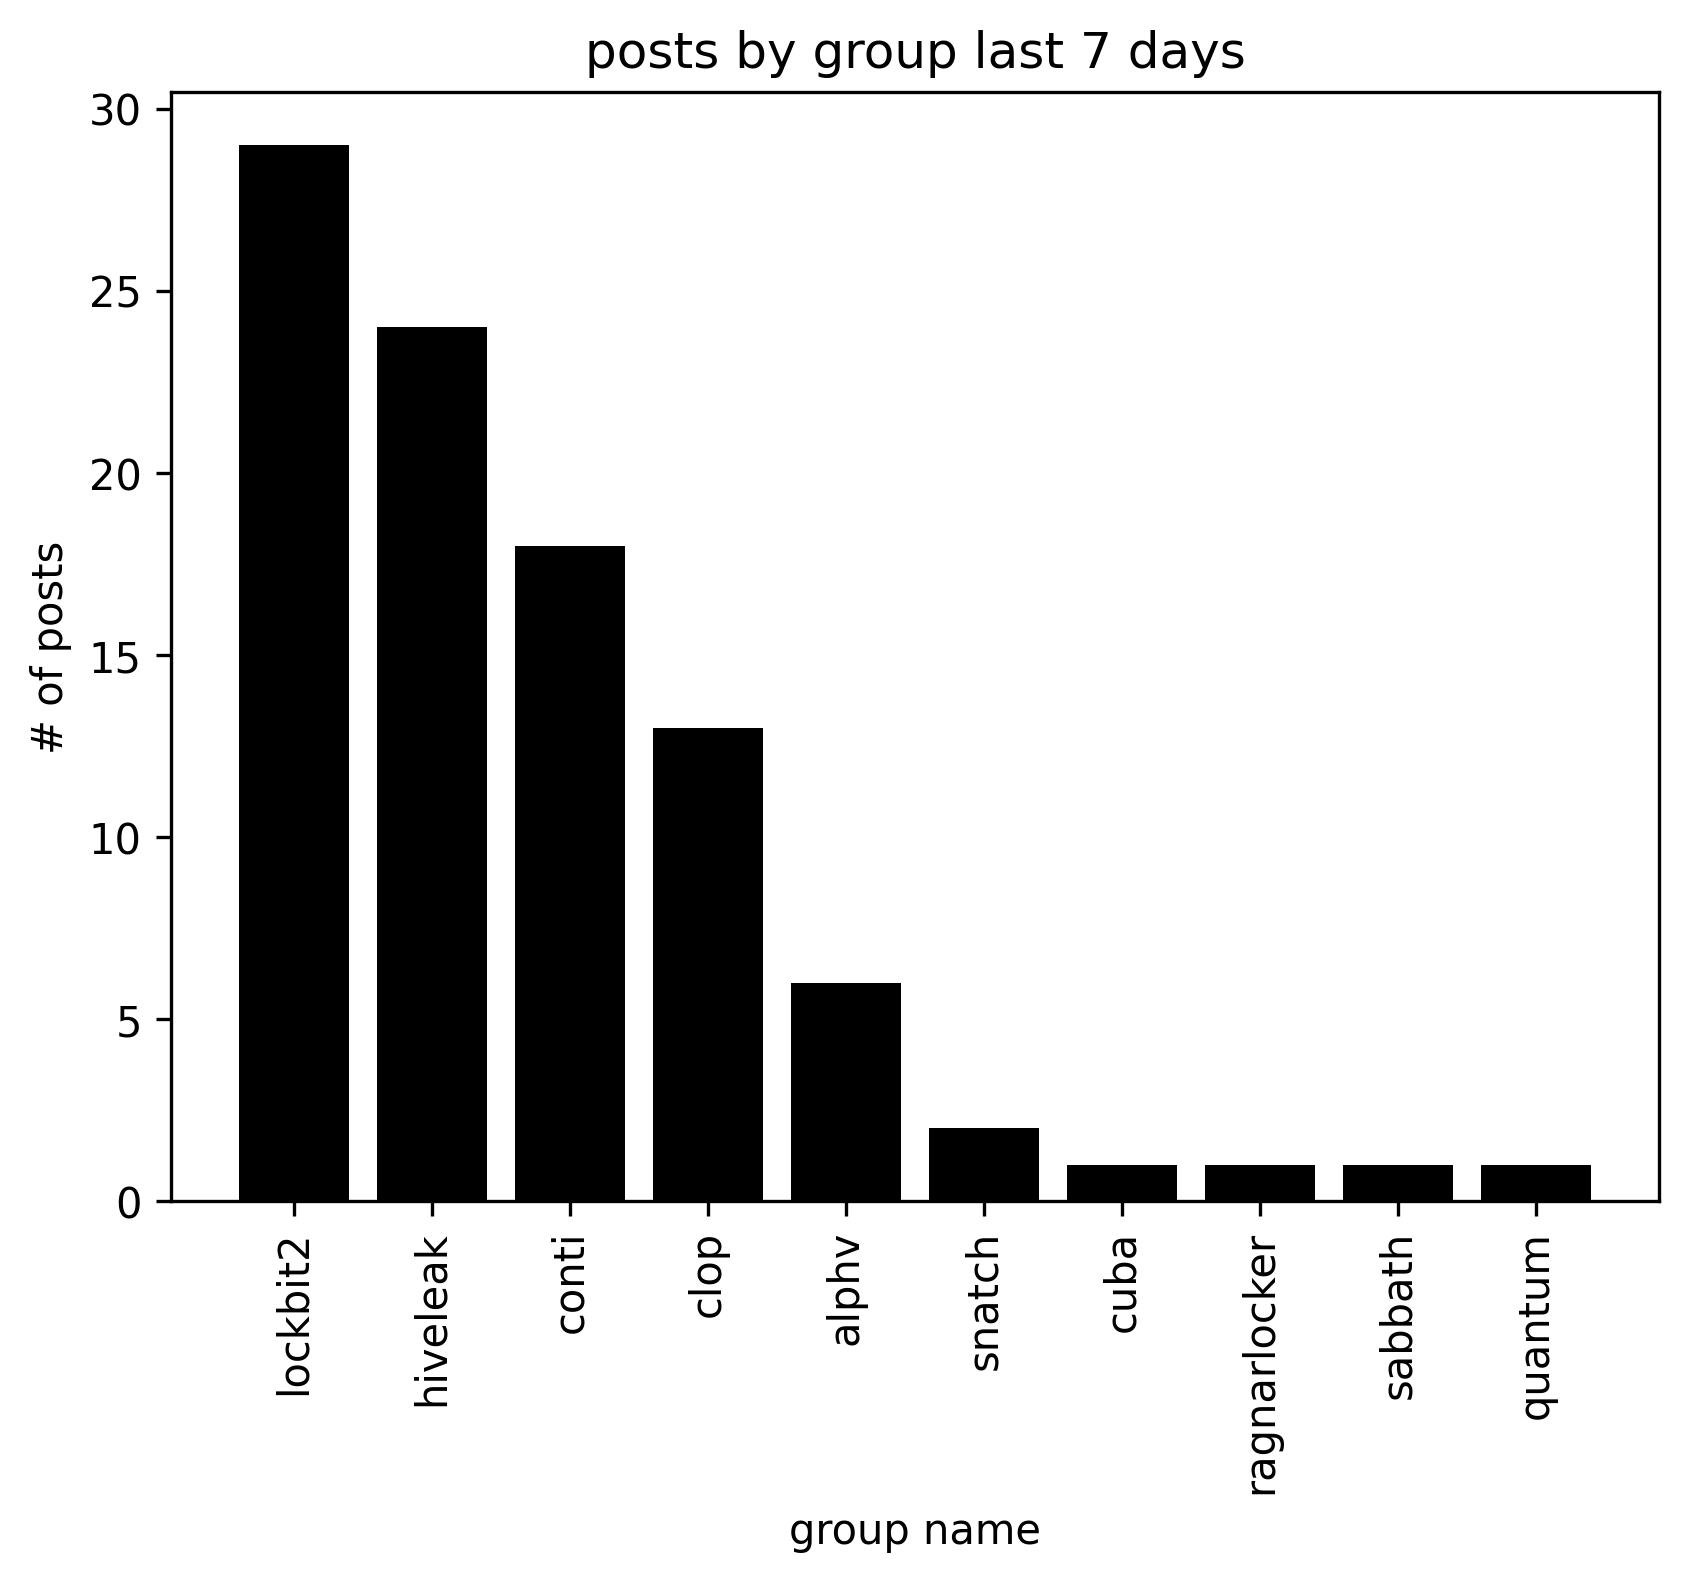 posts by group last 7 days
30
25
20
15
10
5
0
# of posts
lockbit2
hiveleak
conti
clop
alphv
snatch
cuba
ragnarlocker
sabbath
quantum
group name